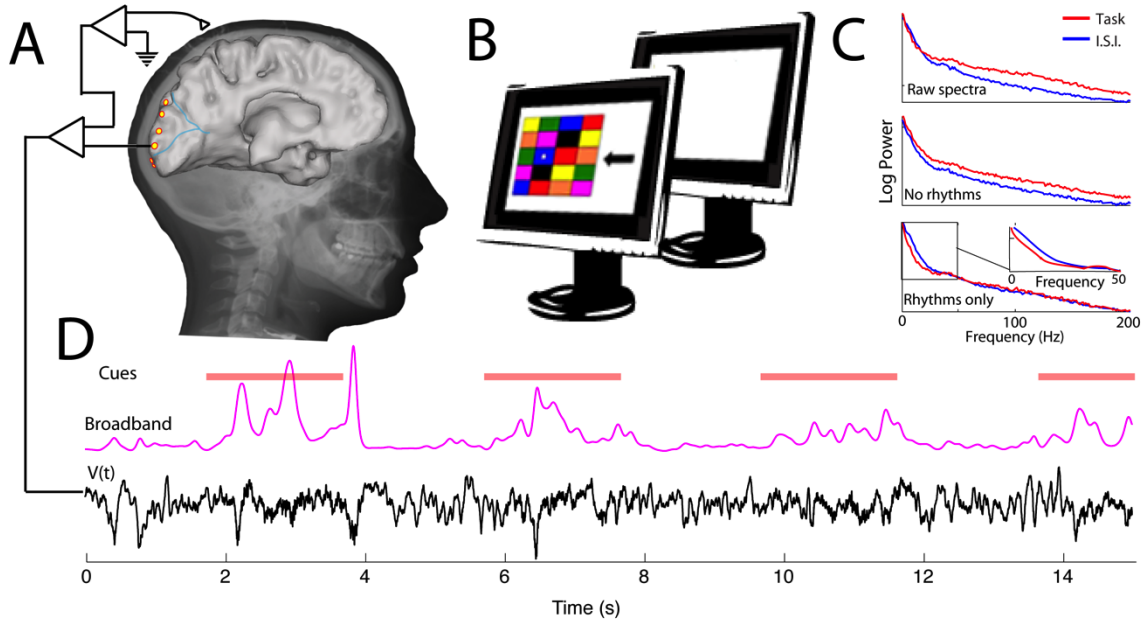 A
B
C
Task
I.S.I.
Raw spectra
Log Power
No rhythms
0
50
Frequency
Rhythms only
0
100
200
Frequency (Hz)
D
Cues
Broadband
V(t)
0
2
4
6
8
10
12
14
Time (s)